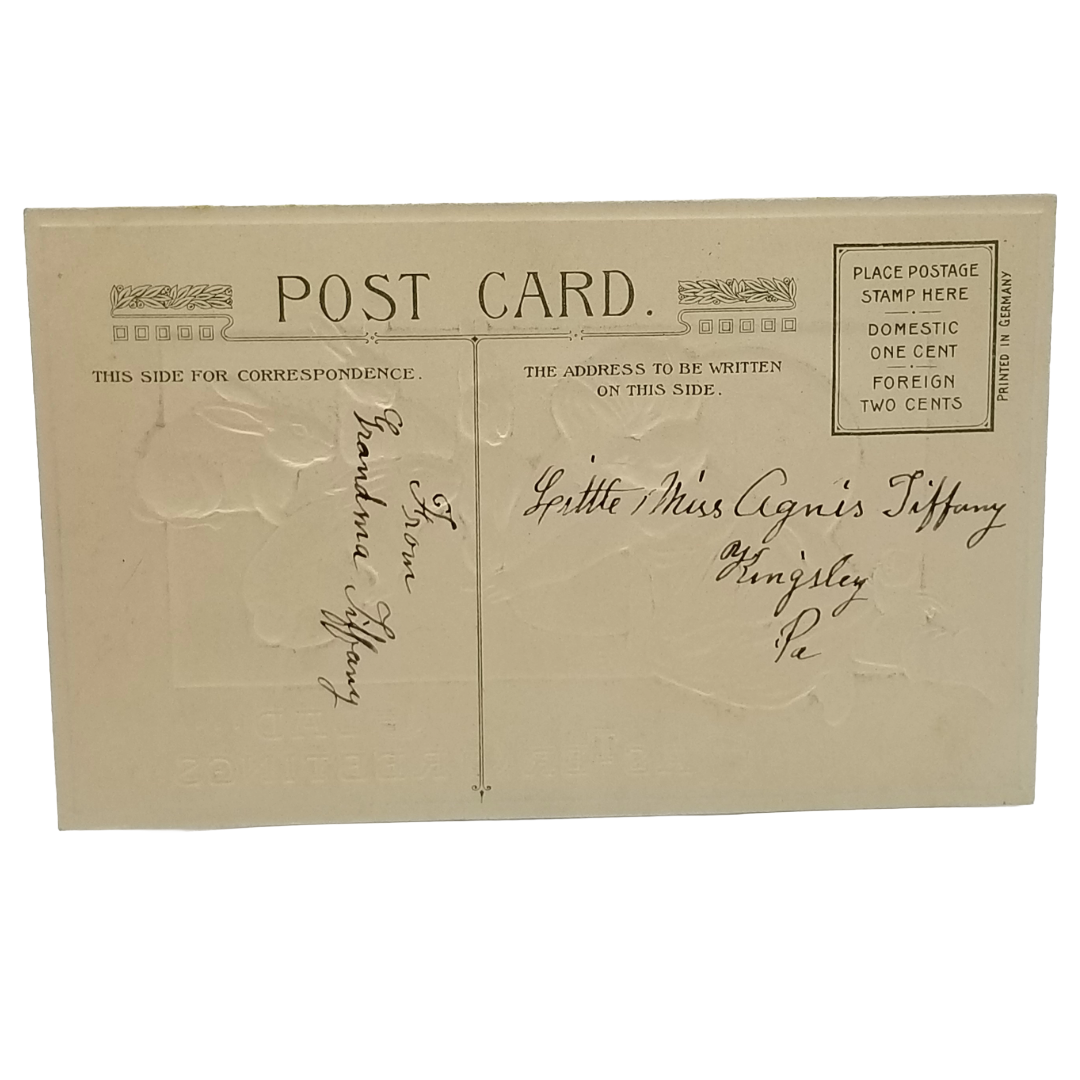 POST CARD.
THIS SIDE FOR CORRESPONDENCE.
THE ADDRESS TO BE WRITTEN
ON THIS SIDE.
PLACE POSTAGE
STAMP HERE
DOMESTIC
ONE CENT
FOREIGN
TWO CENTS
PRINTED IN GERMANY
From
Grandma Tiffany
Little Miss Agnis Tiffany
Kingsley
Pa